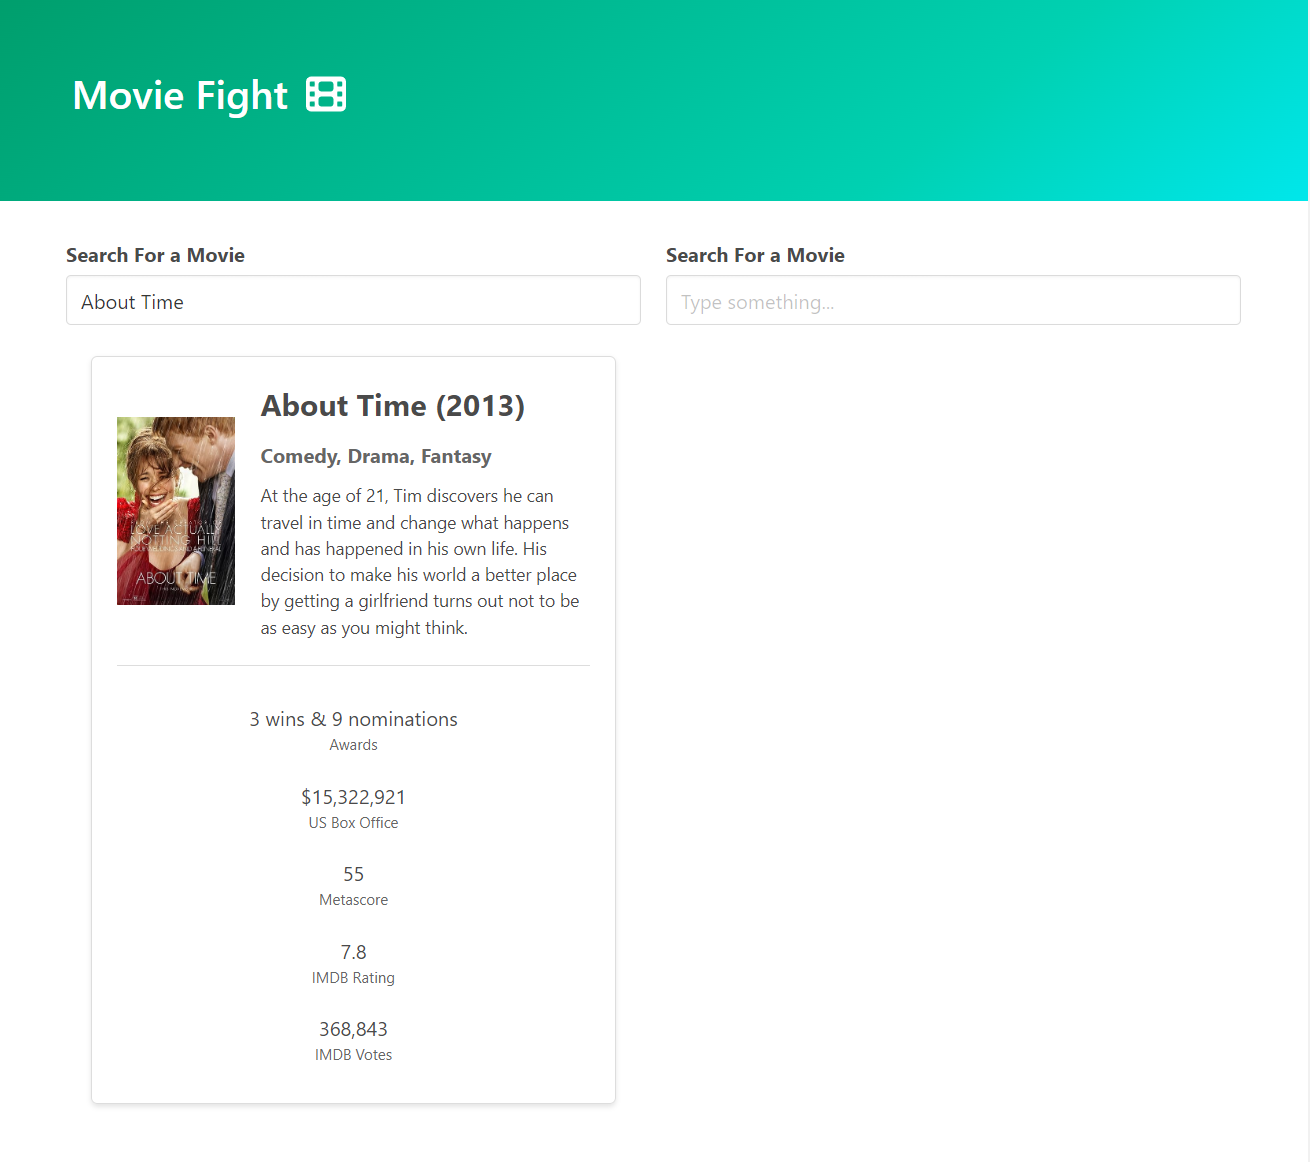 Movie Fight
Search For a Movie
About Time
Search For a Movie
Type something...
About Time (2013)
Comedy, Drama, Fantasy
At the age of 21, Tim discovers he can
travel in time and change what happens
and has happened in his own life. His
decision to make his world a better place
by getting a girlfriend turns out not to be
as easy as you might think.
LOVE ACTUALLY
NOTTING HILL
ABOUT TIME
3 wins & 9 nominations
Awards
$15,322,921
US Box Office
55
Metascore
7.8
IMDB Rating
368,843
IMDB Votes